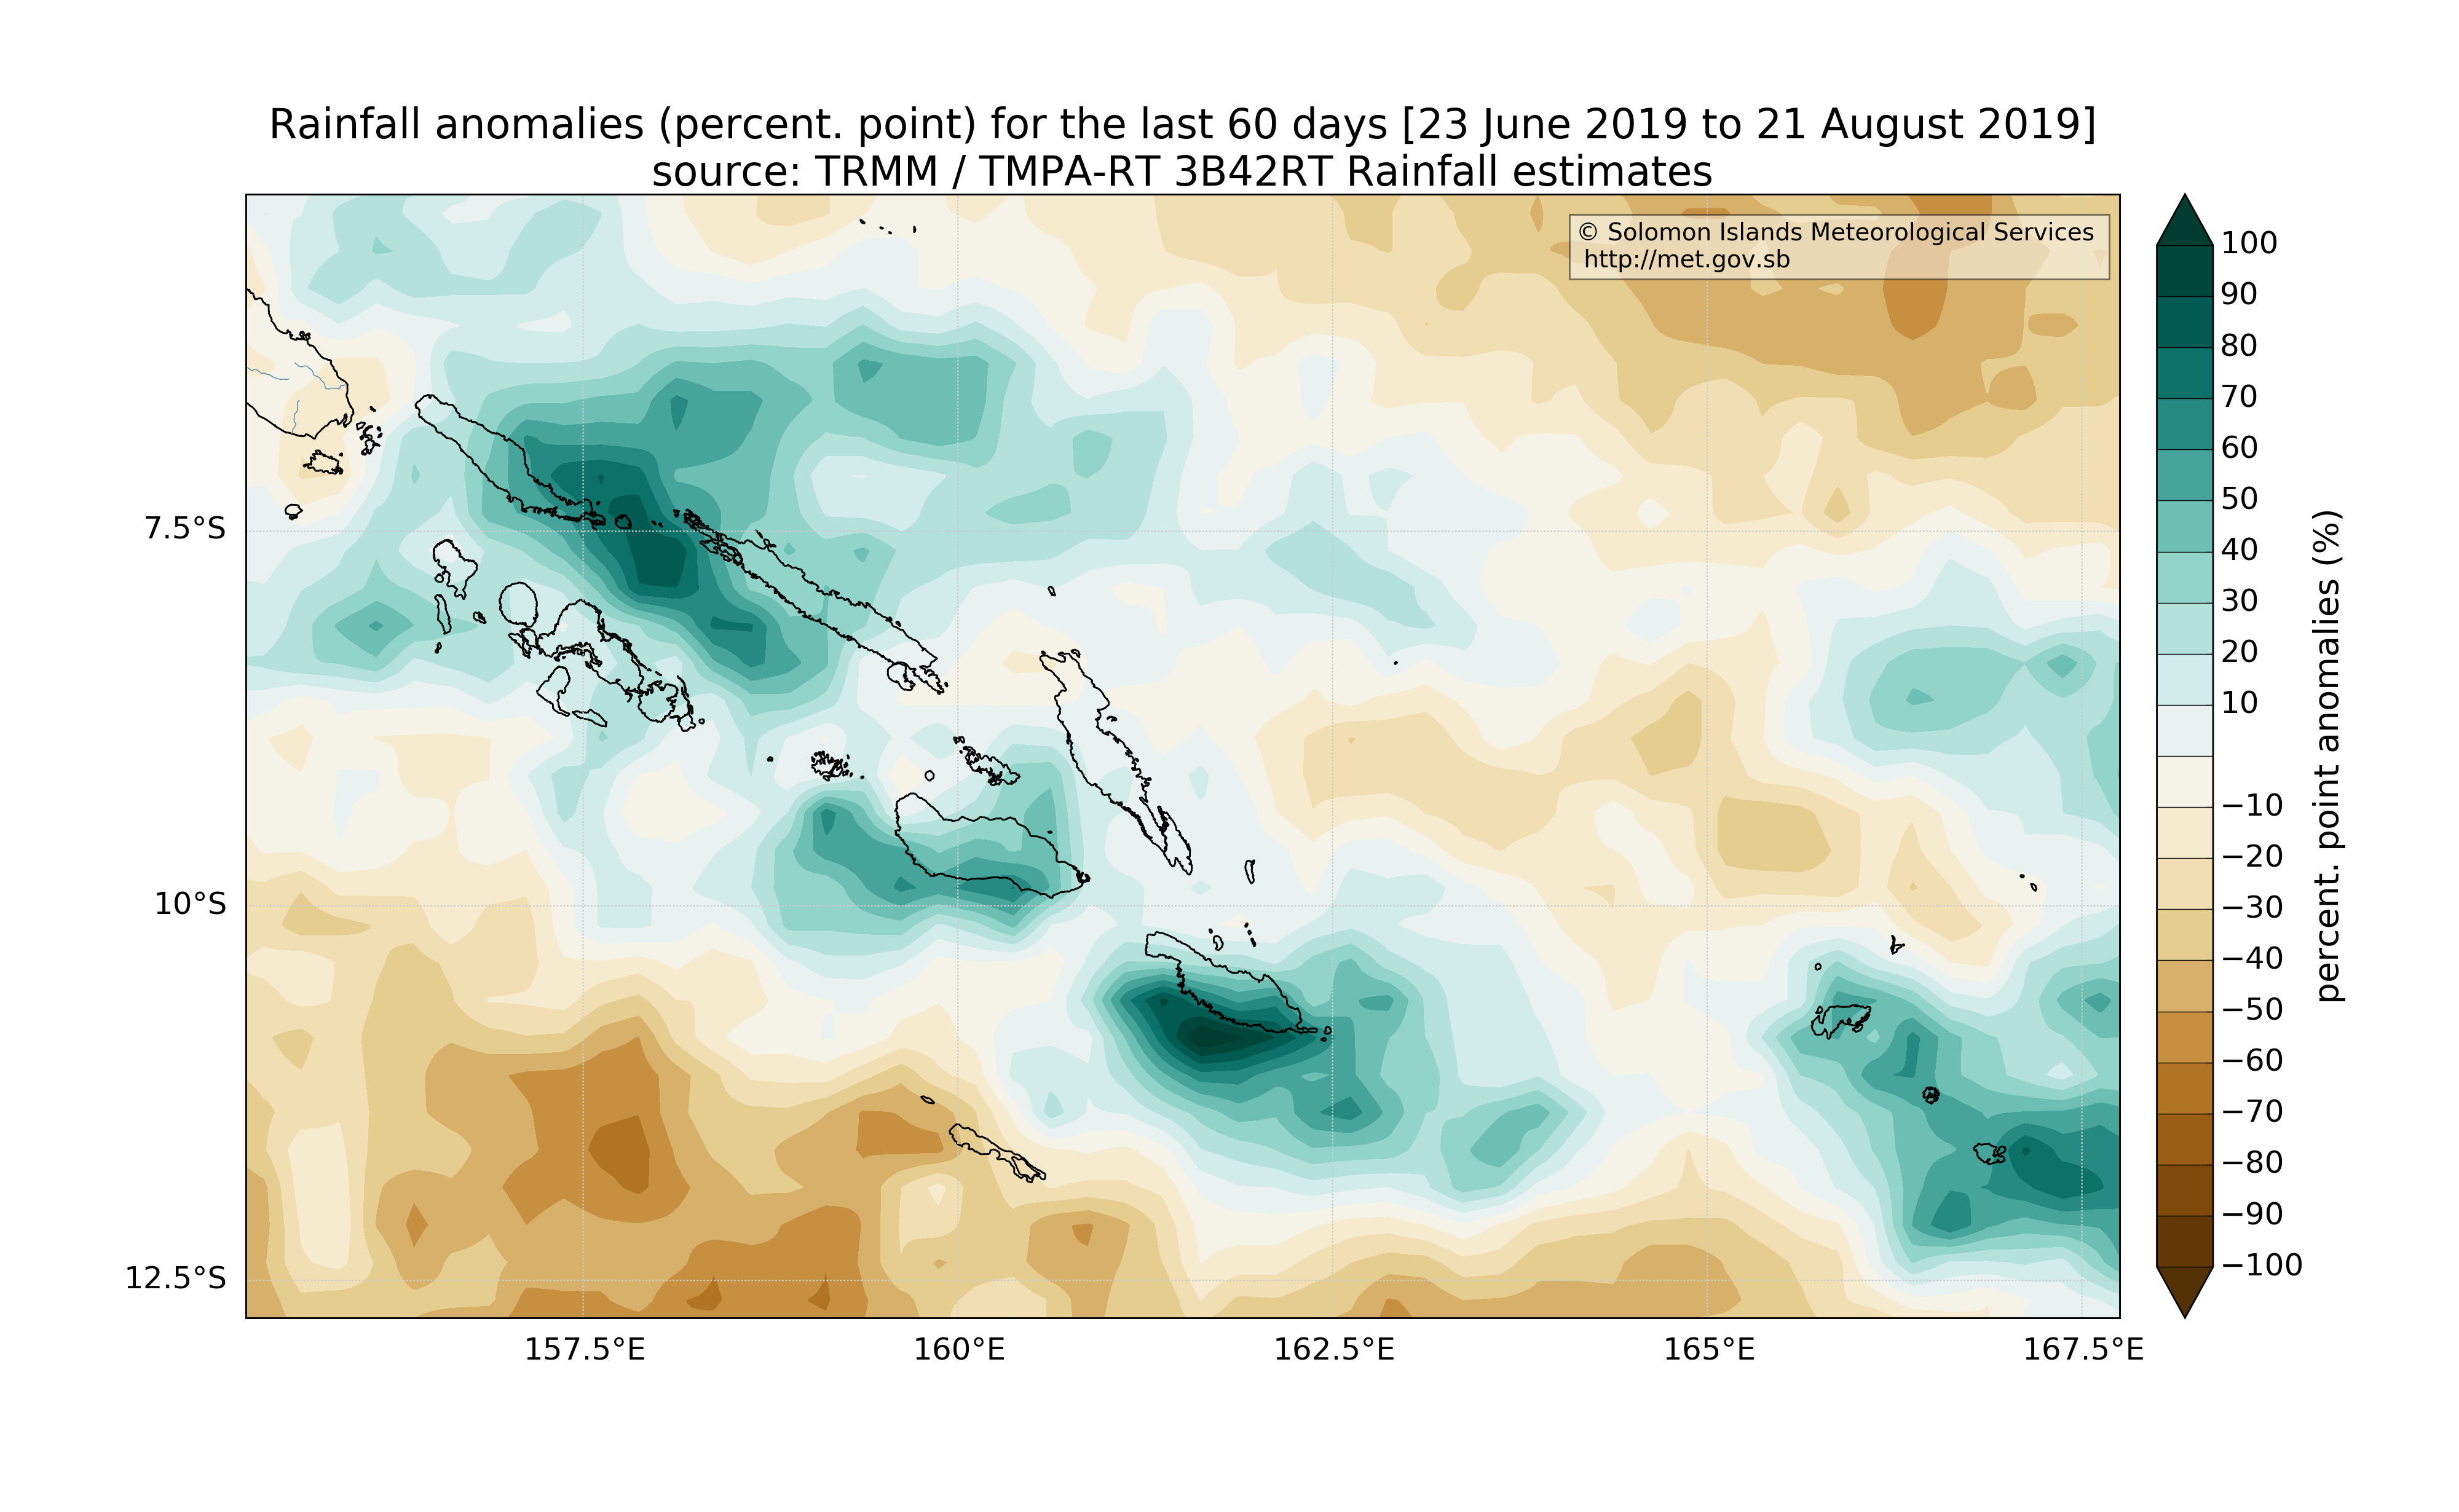 Rainfall anomalies (percent. point) for the last 60 days [23 June 2019 to 21 August 2019]
source: TRMM / TMPA-RT 3B42RT Rainfall estimates
© Solomon Islands Meteorological Services
http://met.gov.sb
7.5°S
10°S
12.5°S
157.5°E
160°E
162.5°E
165°E
167.5°E
100
90
80
70
60
50
40
30
20
10
−10
−20
−30
−40
−50
−60
−70
−80
−90
−100
percent. point anomalies (%)